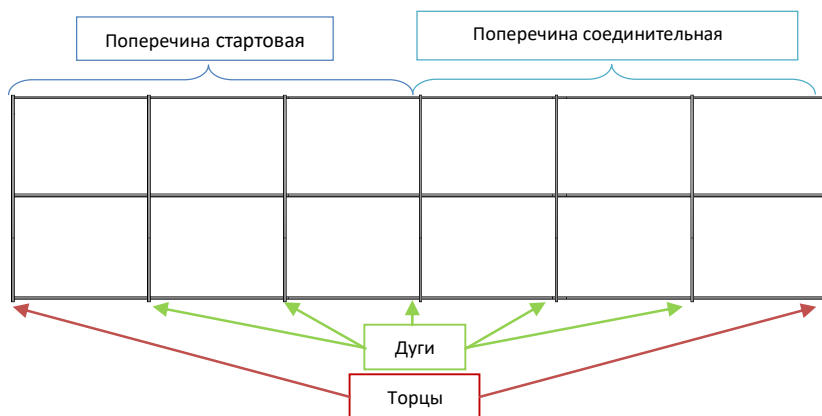 Поперечина стартовая
Поперечина соединительная
Дуги
Торцы